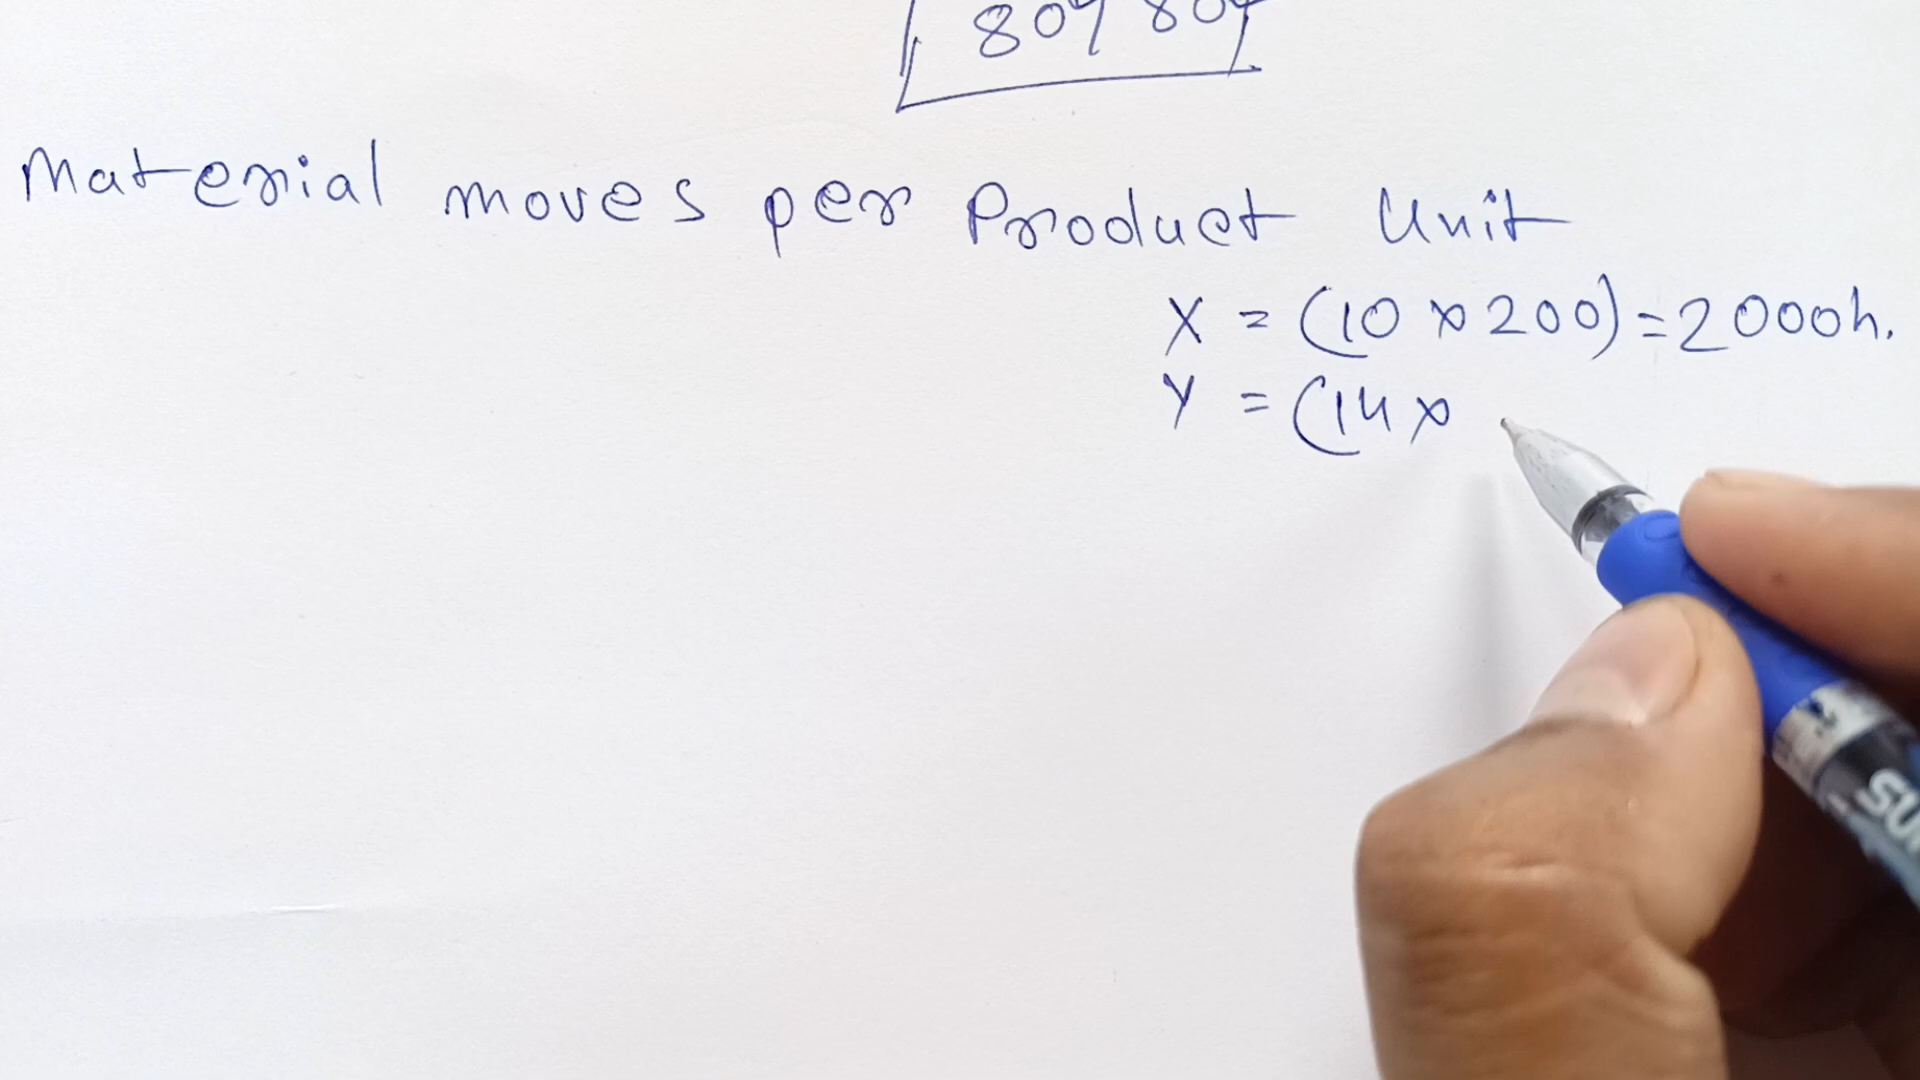 Material moves per Product Unit
X = (10 × 200) = 2000h.
Y = (14 ×